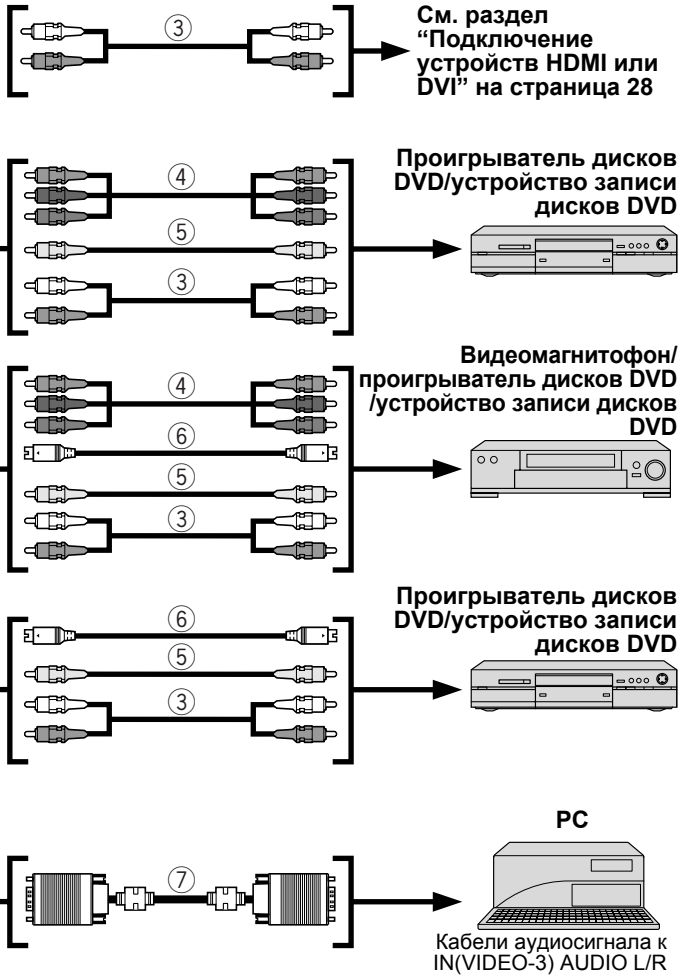 ③
См. раздел
“Подключение
устройств HDMI или
DVI” на страница 28
Проигрыватель дисков
DVD/устройство записи
дисков DVD
④
⑤
③
Видеомагнитофон/
проигрыватель дисков DVD
/устройство записи дисков
DVD
④
⑥
⑤
③
Проигрыватель дисков
DVD/устройство записи
дисков DVD
⑥
⑤
③
PC
⑦
Кабели аудиосигнала к
IN(VIDEO-3) AUDIO L/R